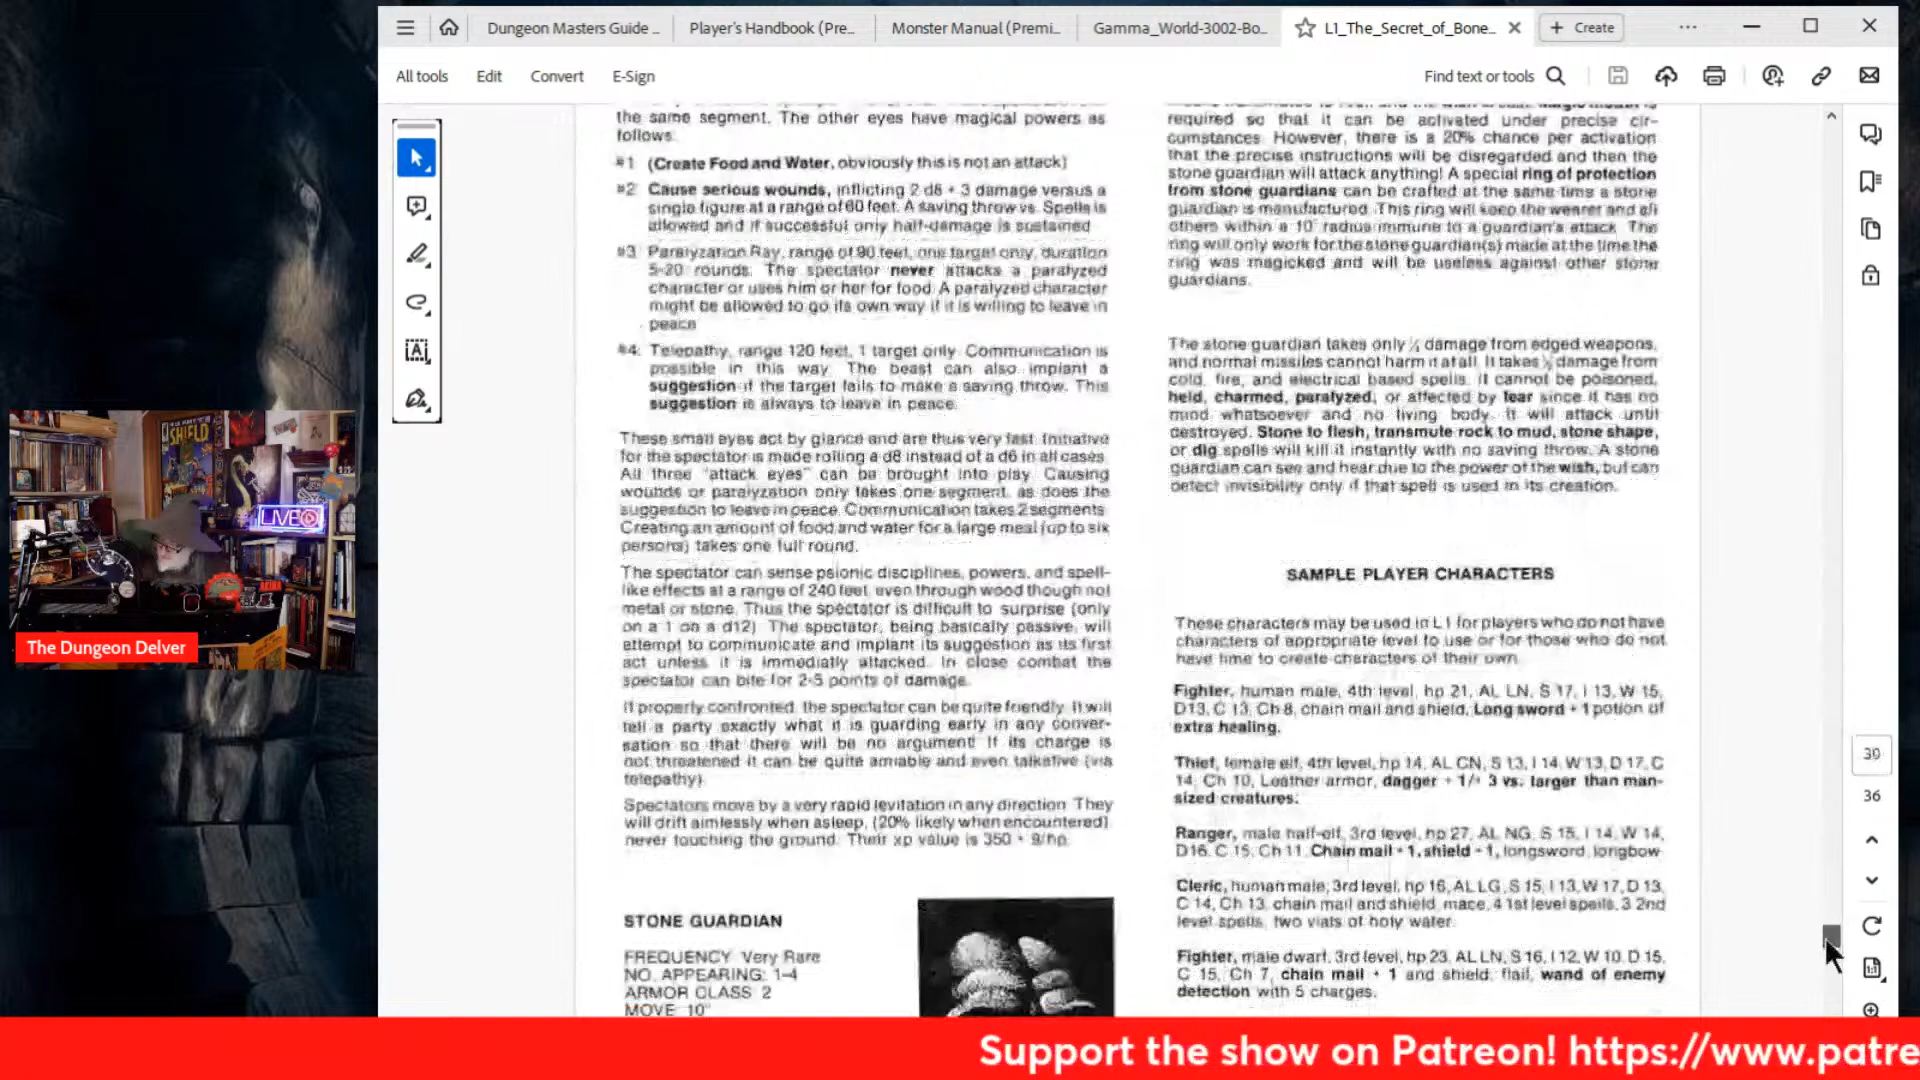 Dungeon Masters Guide ..
Player's Handbook (Pre...
Monster Manual (Premi...
Gamma_World-3002-Bo...
L1_The_Secret_of_Bone...
Create
All tools
Edit
Convert
E-Sign
Find text or tools
the same segment. The other eyes have magical powers as
follows.
#1 (Create Food and Water, obviously this is not an attack)
#2 Cause serious wounds, inflicting 2 d8 + 3 damage versus a
single figure at a range of 60 feet. A saving throw vs. Spells is
allowed and if successful only half-damage is sustained
#3 Paralyzation Ray, range of 90 feet, one target only, duration
5-20 rounds. The spectator never attacks a paralyzed
character or uses him or her for food. A paralyzed character
might be allowed to go its own way if it is willing to leave in
peace
#4. Telepathy, range 120 feet, 1 target only. Communication is
possible in this way. The beast can also implant a
suggestion if the target fails to make a saving throw. This
suggestion is always to leave in peace.
These small eyes act by glance and are thus very fast. Initiative
for the spectator is made rolling a d8 instead of a d6 in all cases.
All three "attack eyes" can be brought into play. Causing
wounds or paralyzation only takes one segment, as does the
suggestion to leave in peace. Communication takes 2 segments
Creating an amount of food and water for a large meal (up to six
persons) takes one full round.
The spectator can sense psionic disciplines, powers, and spell-
like effects at a range of 240 feet, even through wood though not
metal or stone. Thus the spectator is difficult to surprise (only
on a 1 on a d12). The spectator, being basically passive, will
attempt to communicate and implant its suggestion as its first
act unless it is immediatly attacked. In close combat the
spectator can bite for 2-5 points of damage.
If properly confronted, the spectator can be quite friendly. It will
tell a party exactly what it is guarding early in any conver-
sation so that there will be no argument. If its charge is
not threatened it can be quite amiable and even talkative (via
telepathy)
Spectators move by a very rapid levitation in any direction. They
will drift aimlessly when asleep, (20% likely when encountered)
never touching the ground. Their xp value is 350 + 9/hp.
STONE GUARDIAN
FREQUENCY Very Rare
NO. APPEARING: 1-4
ARMOR CLASS 2
MOVE 10"
required so that it can be activated under precise cir-
cumstances. However, there is a 20% chance per activation
that the precise instructions will be disregarded and then the
stone guardian will attack anything! A special ring of protection
from stone guardians can be crafted at the same time a stone
guardian is manufactured. This ring will keep the wearer and all
others within a 10' radius immune to a guardian's attack. The
ring will only work for the stone guardian(s) made at the time the
ring was magicked and will be useless against other stone
guardians.
The stone guardian takes only damage from edged weapons,
and normal missiles cannot harm it at all. It takes damage from
cold, fire, and electrical based spells. It cannot be poisoned,
held, charmed, paralyzed, or affected by fear since it has no
mind whatsoever and no living body. It will attack until
destroyed. Stone to flesh, transmute rock to mud, stone shape,
or dig spells will kill it instantly with no saving throw. A stone
guardian can see and hear due to the power of the wish, but can
detect invisibility only if that spell is used in its creation.
SAMPLE PLAYER CHARACTERS
These characters may be used in L1 for players who do not have
characters of appropriate level to use or for those who do not
have time to create characters of their own.
Fighter, human male, 4th level, hp 21, AL LN, S 17, I 13, W 15,
D13, C 13, Ch 8, chain mail and shield, Long sword + 1 potion of
extra healing.
Thief, female elf, 4th level, hp 14, AL CN, S 13, I 14, W 13, D 17, C
14, Ch 10, Leather armor, dagger + 1/+ 3 vs. larger than man-
sized creatures.
Ranger, male half-elf, 3rd level, hp 27, AL NG, S 15, I 14, W 14,
D16, C 15, Ch 11, Chain mail + 1, shield + 1, longsword, longbow
Cleric, human male, 3rd level, hp 16, AL LG, S 15, I 13, W 17, D 13,
C 14, Ch 13, chain mail and shield, mace, 4 1st level spells, 3 2nd
level spells, two vials of holy water.
Fighter, male dwarf, 3rd level, hp 23, AL LN, S 16, I 12, W 10, D 15,
C 15, Ch 7, chain mail + 1 and shield, flail, wand of enemy
detection with 5 charges.
30
36
SHIELD
LIVE
The Dungeon Delver
Support the show on Patreon! https://www.patre